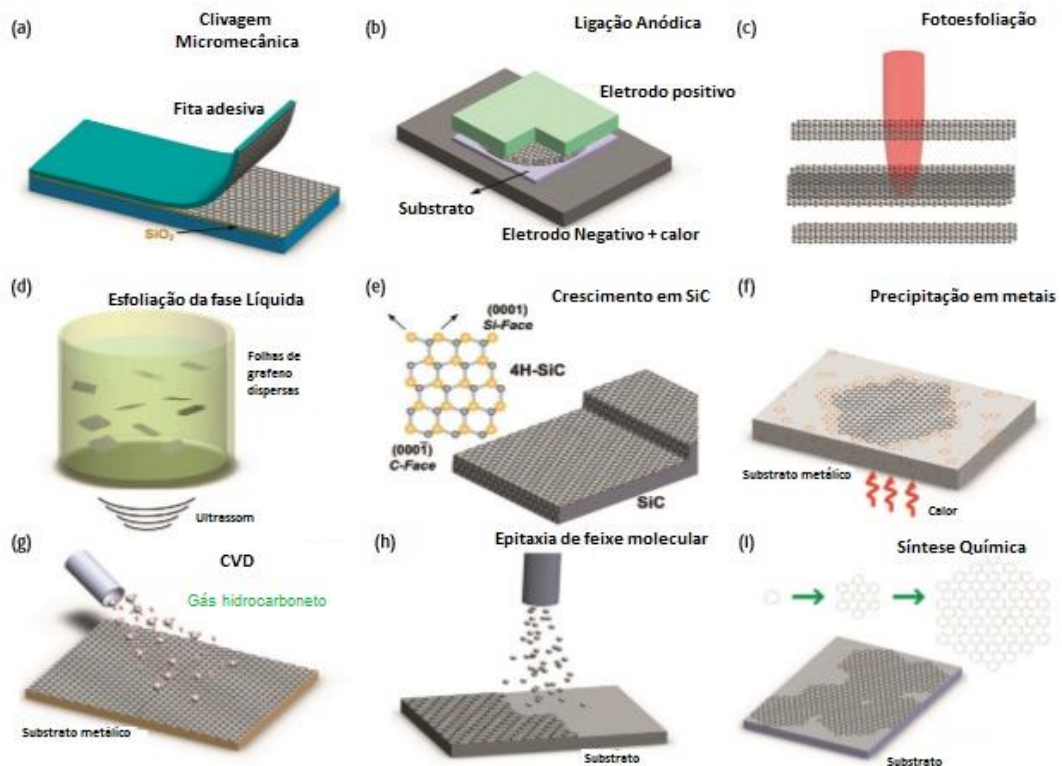 (a)
Clivagem
Micromecânica
Fita adesiva
SiO₂
(b)
Ligação Anódica
Eletrodo positivo
Substrato
Eletrodo Negativo + calor
(c)
Fotoesfoliação
(d)
Esfoliação da fase Líquida
Folhas de
grafeno
dispersas
Ultrassom
(e)
Crescimento em SiC
(0001)
Si-Face
4H-SiC
(0001̄)
C-Face
SiC
(f)
Precipitação em metais
Substrato metálico
Calor
(g)
CVD
Gás hidrocarboneto
Substrato metálico
(h)
Epitaxia de feixe molecular
Substrato
(I)
Síntese Química
Substrato